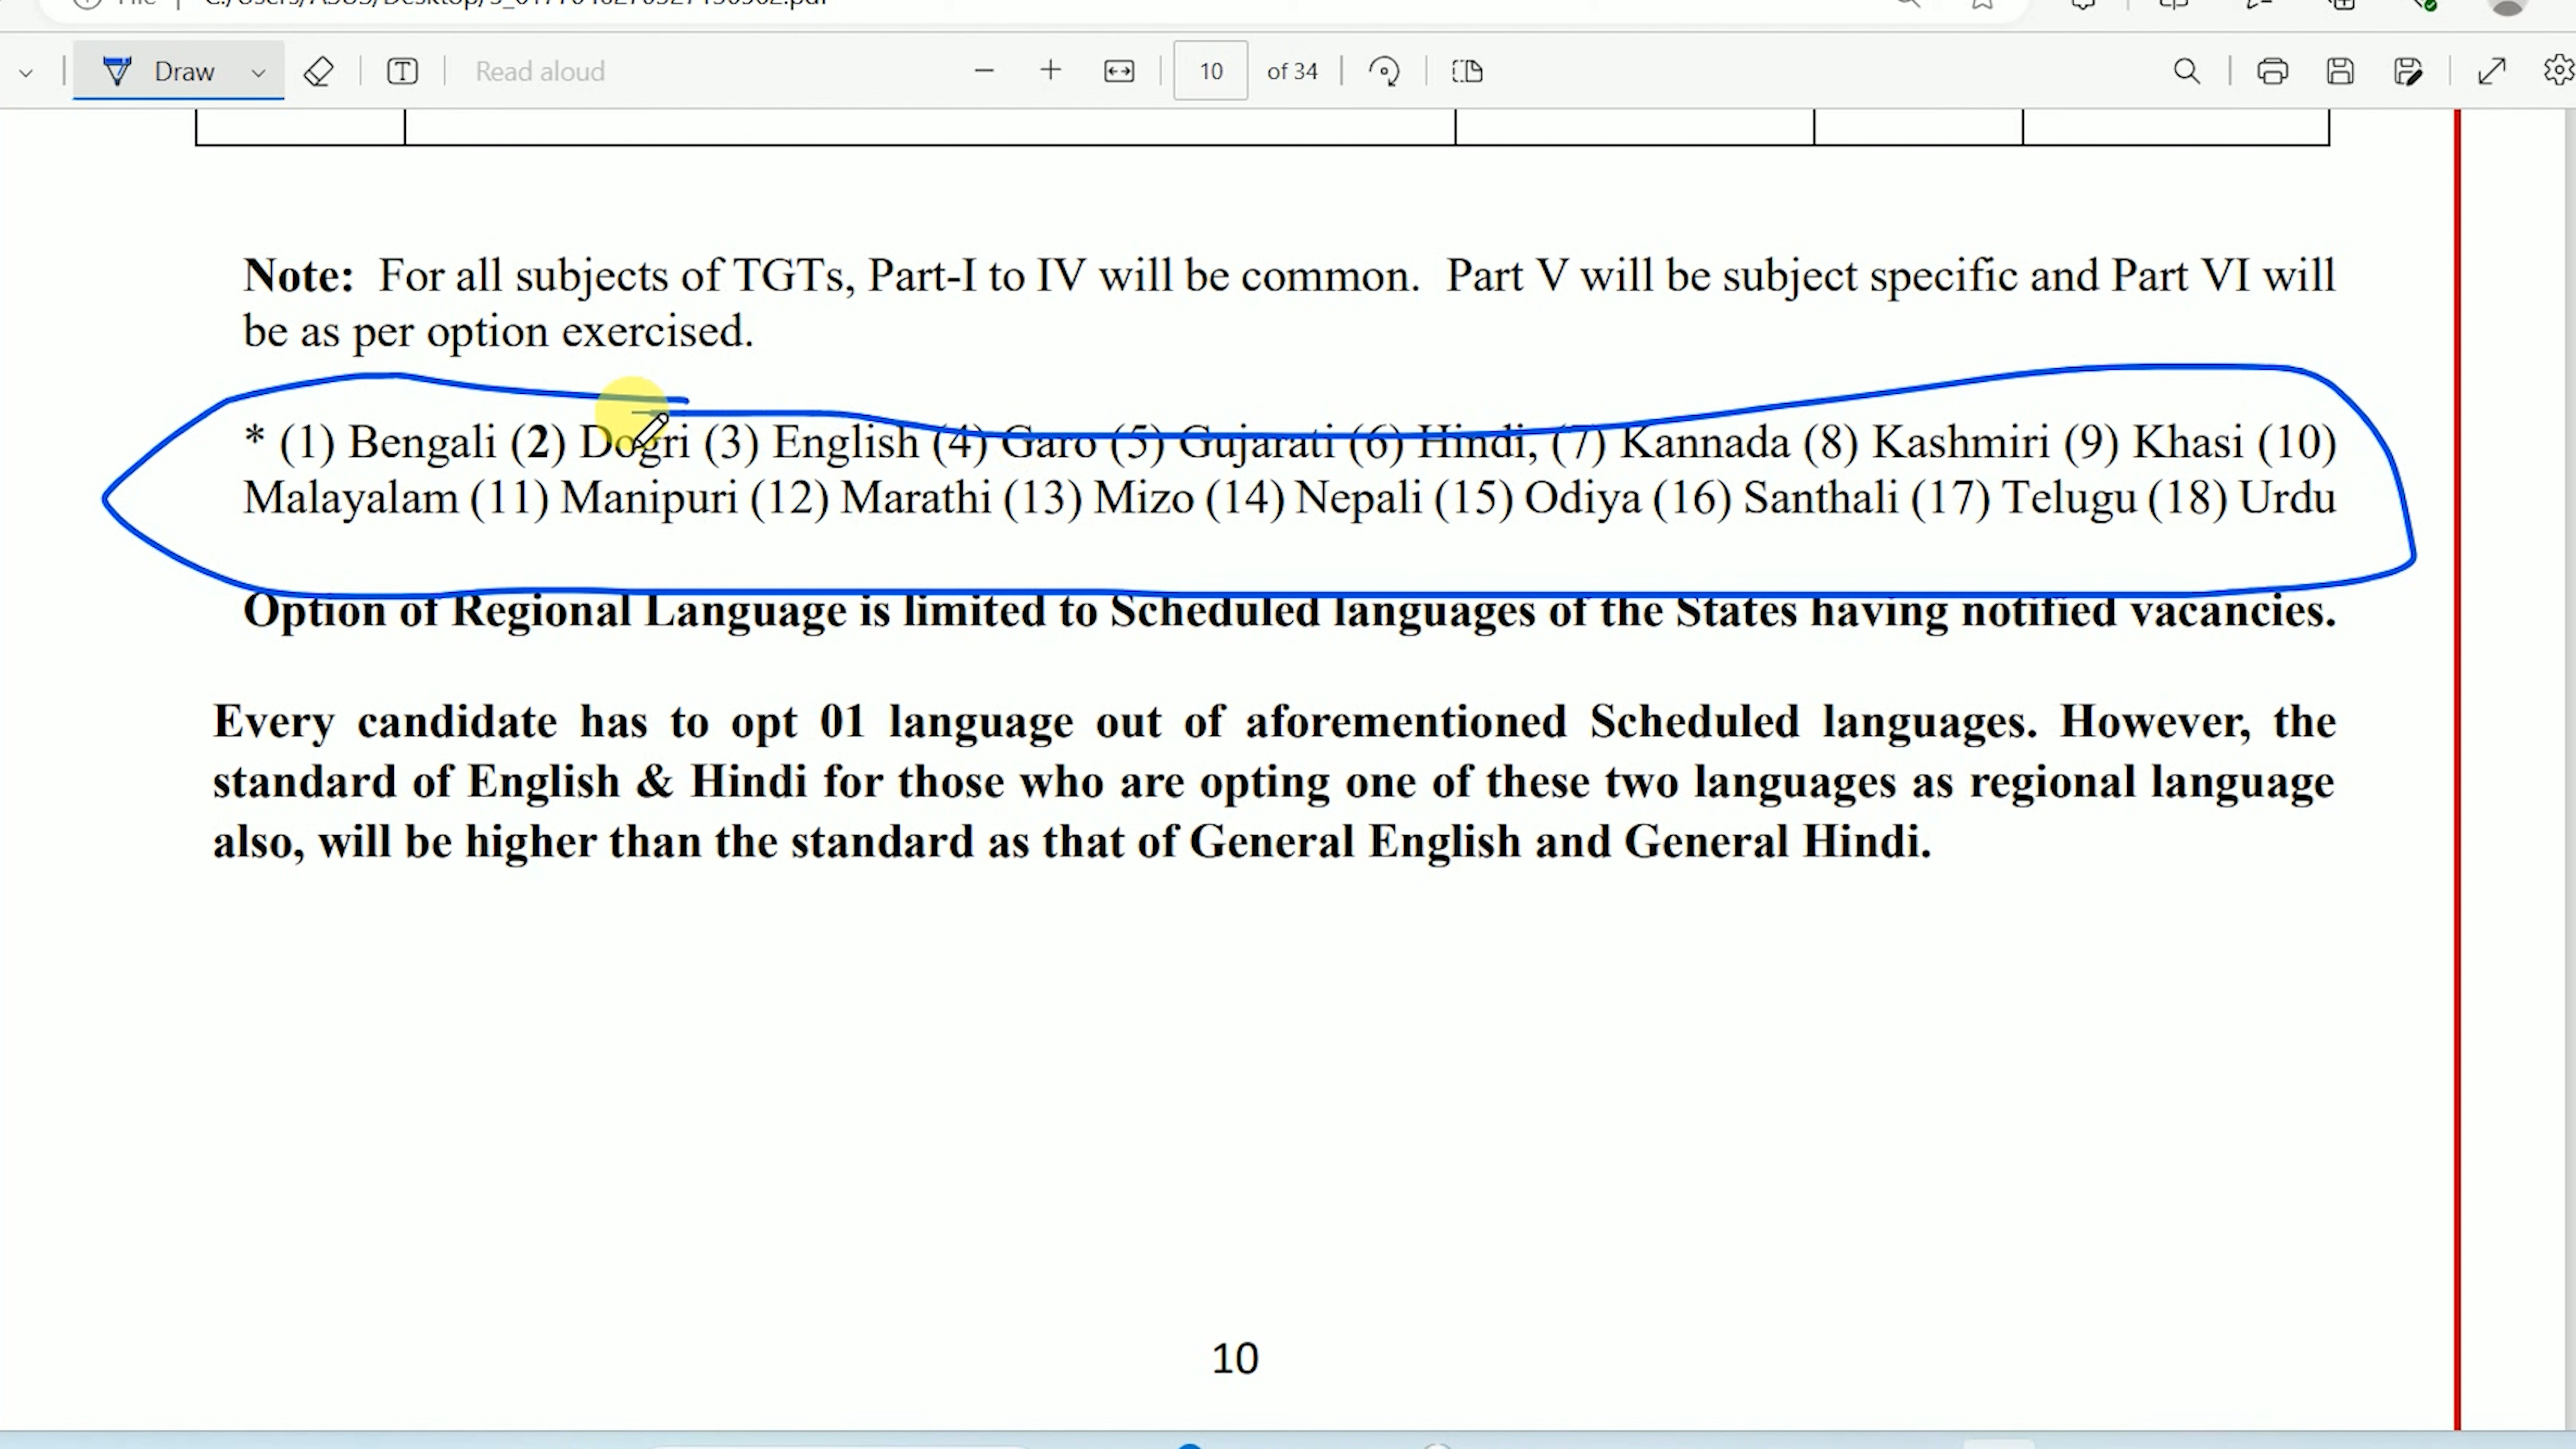 Draw
Read aloud
10 of 34
Note: For all subjects of TGTs, Part-I to IV will be common. Part V will be subject specific and Part VI will
be as per option exercised.
* (1) Bengali (2) Dogri (3) English (4) Garo (5) Gujarati (6) Hindi, (7) Kannada (8) Kashmiri (9) Khasi (10)
Malayalam (11) Manipuri (12) Marathi (13) Mizo (14) Nepali (15) Odiya (16) Santhali (17) Telugu (18) Urdu
Option of Regional Language is limited to Scheduled languages of the States having notified vacancies.
Every candidate has to opt 01 language out of aforementioned Scheduled languages. However, the
standard of English & Hindi for those who are opting one of these two languages as regional language
also, will be higher than the standard as that of General English and General Hindi.
10